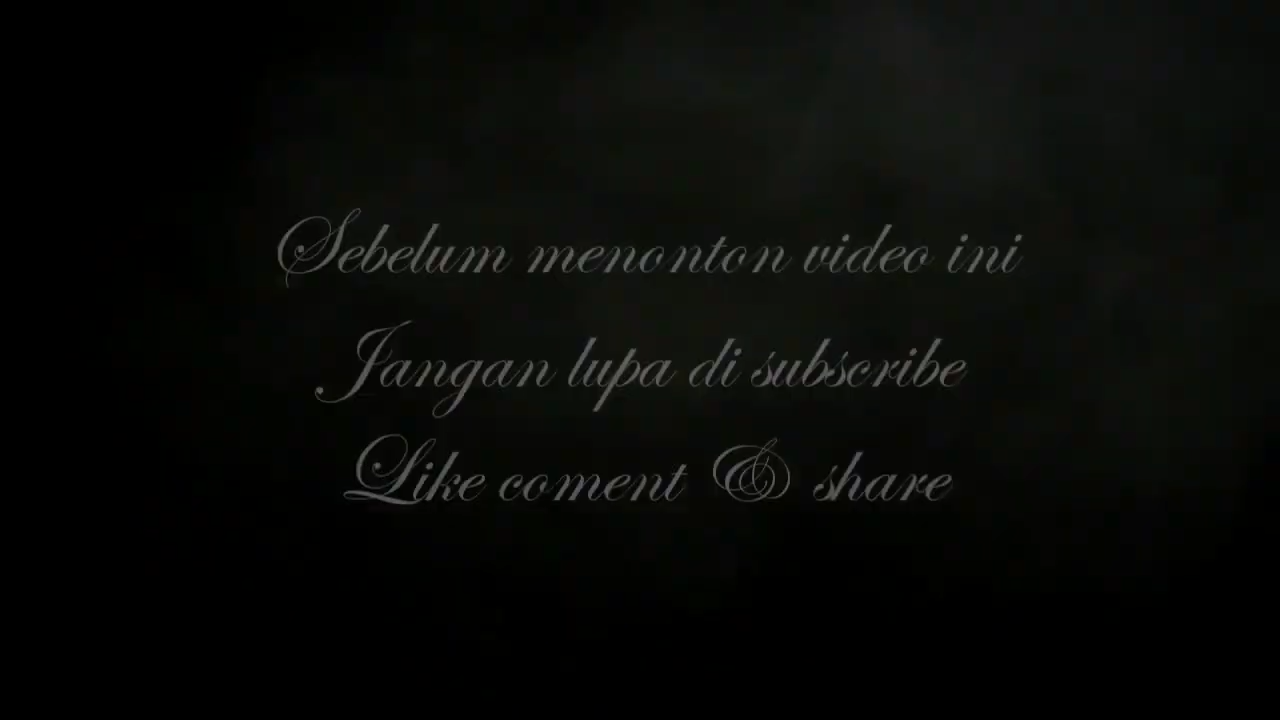 Sebelum menonton video ini
Jangan lupa di subscribe
Like coment & share